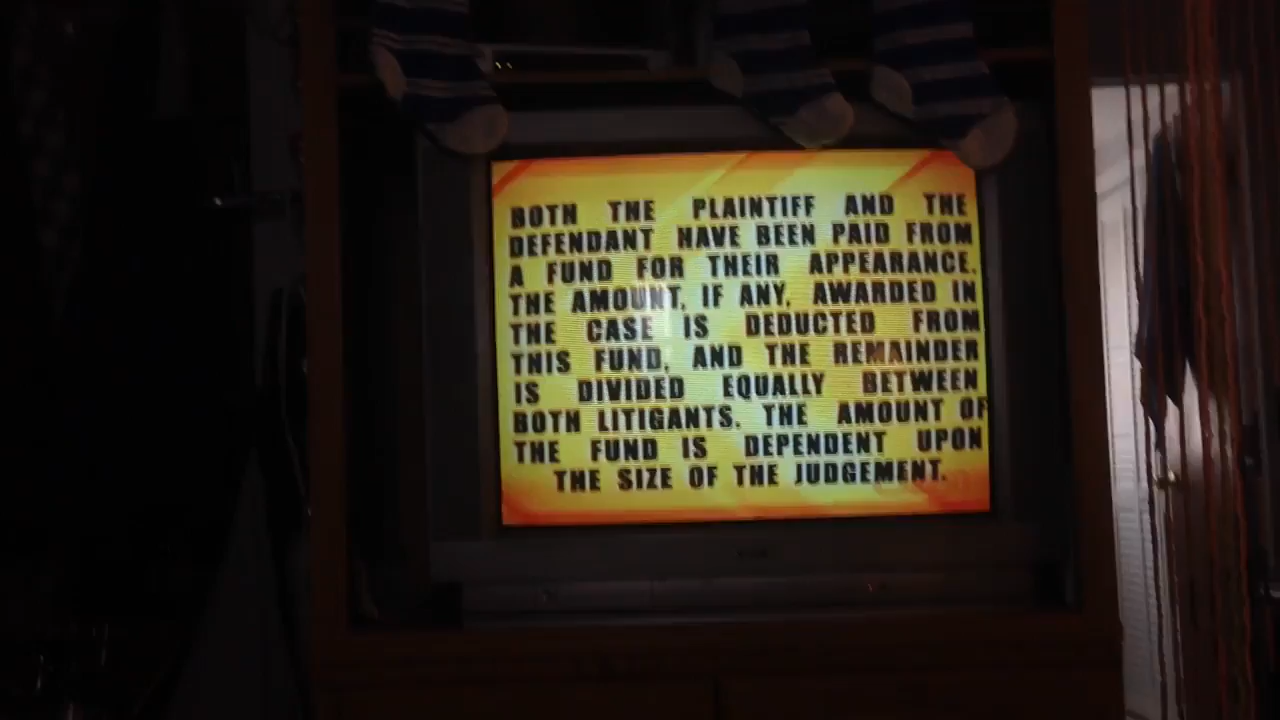 BOTH THE PLAINTIFF AND THE
DEFENDANT HAVE BEEN PAID FROM
A FUND FOR THEIR APPEARANCE.
THE AMOUNT, IF ANY, AWARDED IN
THE CASE IS DEDUCTED FROM
THIS FUND, AND THE REMAINDER
IS DIVIDED EQUALLY BETWEEN
BOTH LITIGANTS. THE AMOUNT OF
THE FUND IS DEPENDENT UPON
THE SIZE OF THE JUDGEMENT.